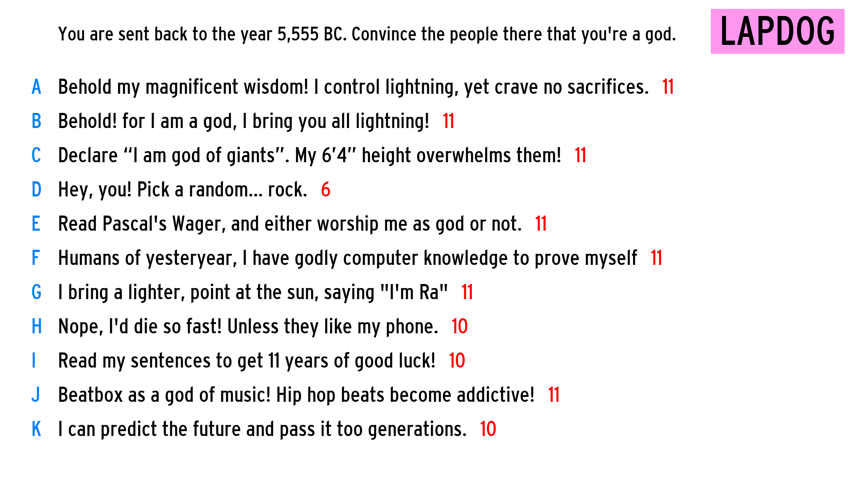 You are sent back to the year 5,555 BC. Convince the people there that you're a god.
LAPDOG
A Behold my magnificent wisdom! I control lightning, yet crave no sacrifices. 11
B Behold! for I am a god, I bring you all lightning! 11
C Declare “I am god of giants”. My 6’4” height overwhelms them! 11
D Hey, you! Pick a random... rock. 6
E Read Pascal's Wager, and either worship me as god or not. 11
F Humans of yesteryear, I have godly computer knowledge to prove myself 11
G I bring a lighter, point at the sun, saying "I'm Ra" 11
H Nope, I'd die so fast! Unless they like my phone. 10
I Read my sentences to get 11 years of good luck! 10
J Beatbox as a god of music! Hip hop beats become addictive! 11
K I can predict the future and pass it too generations. 10